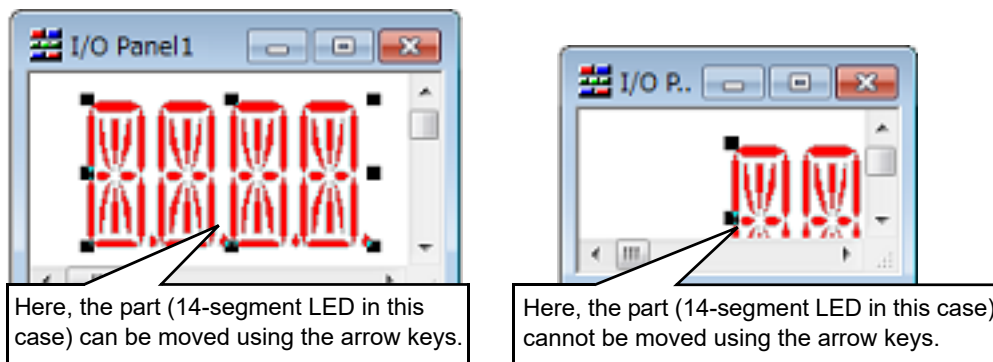 I/O Panel1
I/O P..
Here, the part (14-segment LED in this
case) can be moved using the arrow keys.
Here, the part (14-segment LED in this case)
cannot be moved using the arrow keys.